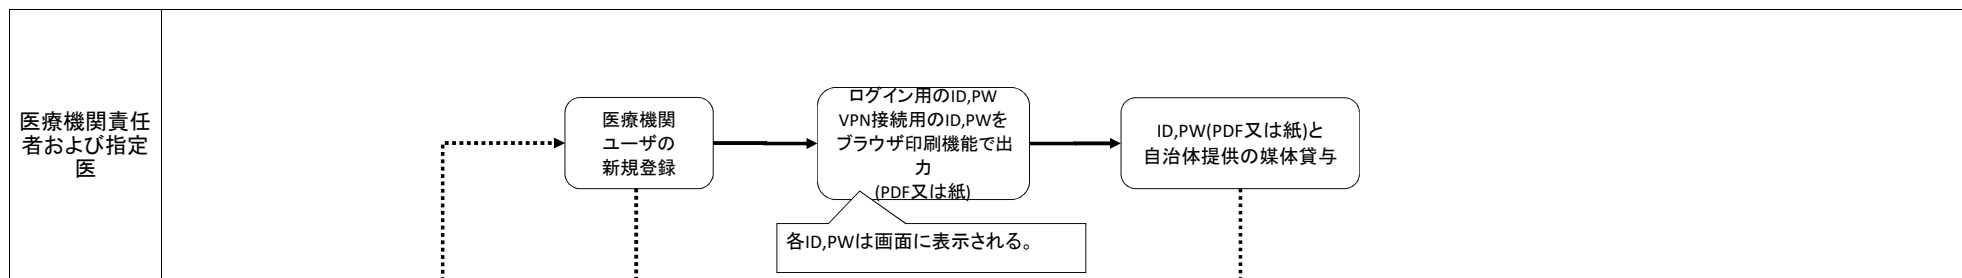 医療機関責任
者および指定
医
医療機関
ユーザの
新規登録
ログイン用のID,PW
VPN接続用のID,PWを
ブラウザ印刷機能で出
力
(PDF又は紙)
ID,PW(PDF又は紙)と
自治体提供の媒体貸与
各ID,PWは画面に表示される。